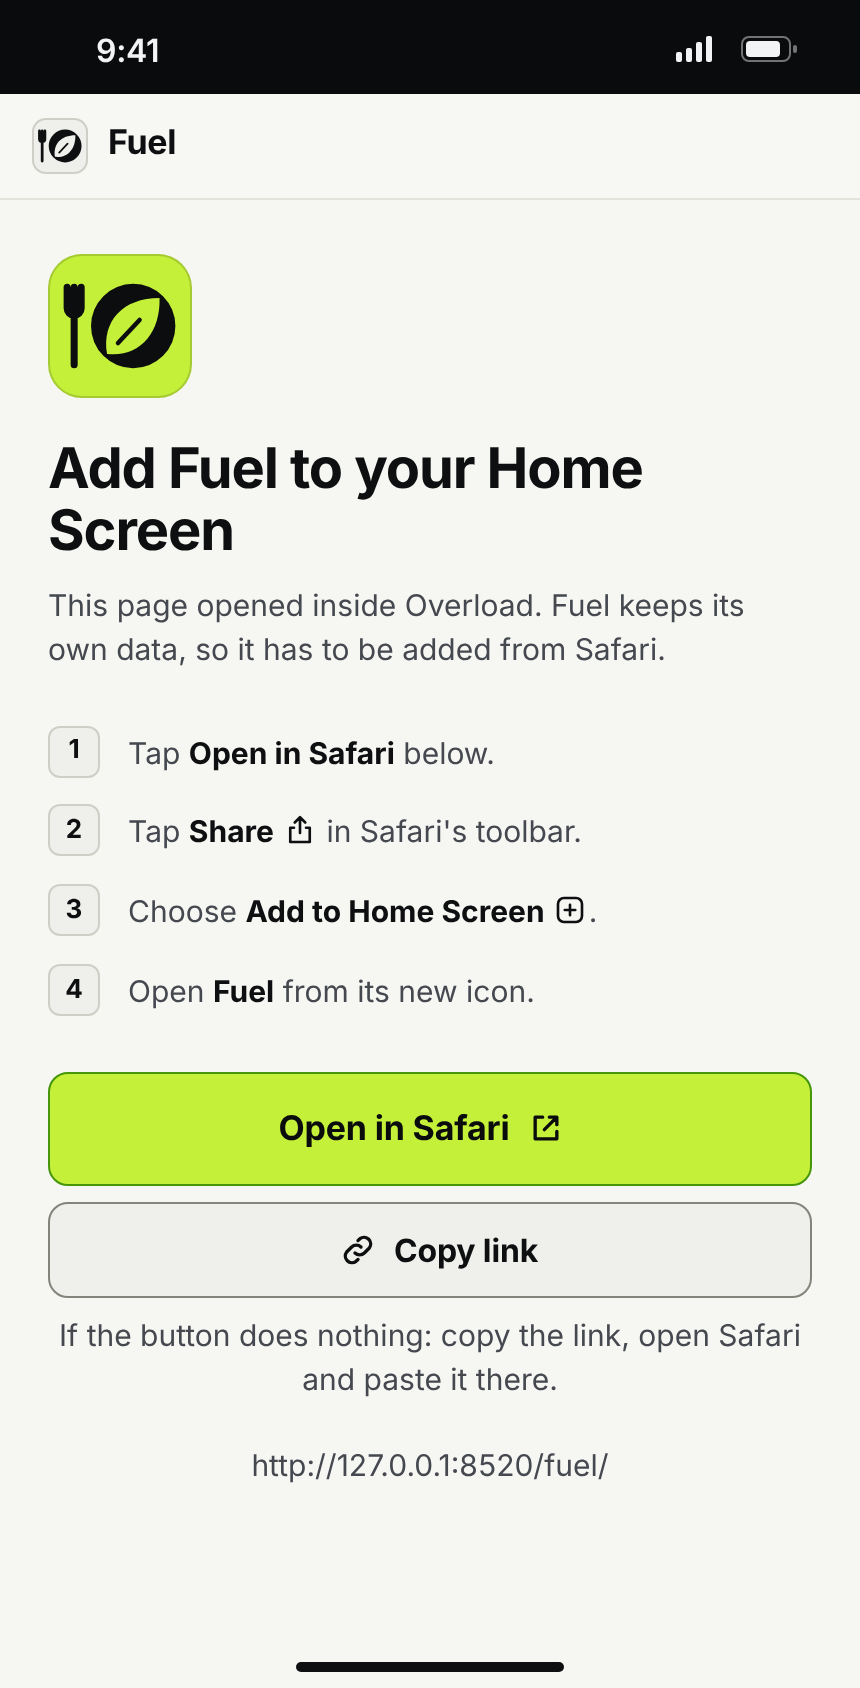 9:41
Fuel
Add Fuel to your Home
Screen
This page opened inside Overload. Fuel keeps its
own data, so it has to be added from Safari.
1 Tap Open in Safari below.
2 Tap Share in Safari's toolbar.
3 Choose Add to Home Screen .
4 Open Fuel from its new icon.
Open in Safari
Copy link
If the button does nothing: copy the link, open Safari
and paste it there.
http://127.0.0.1:8520/fuel/